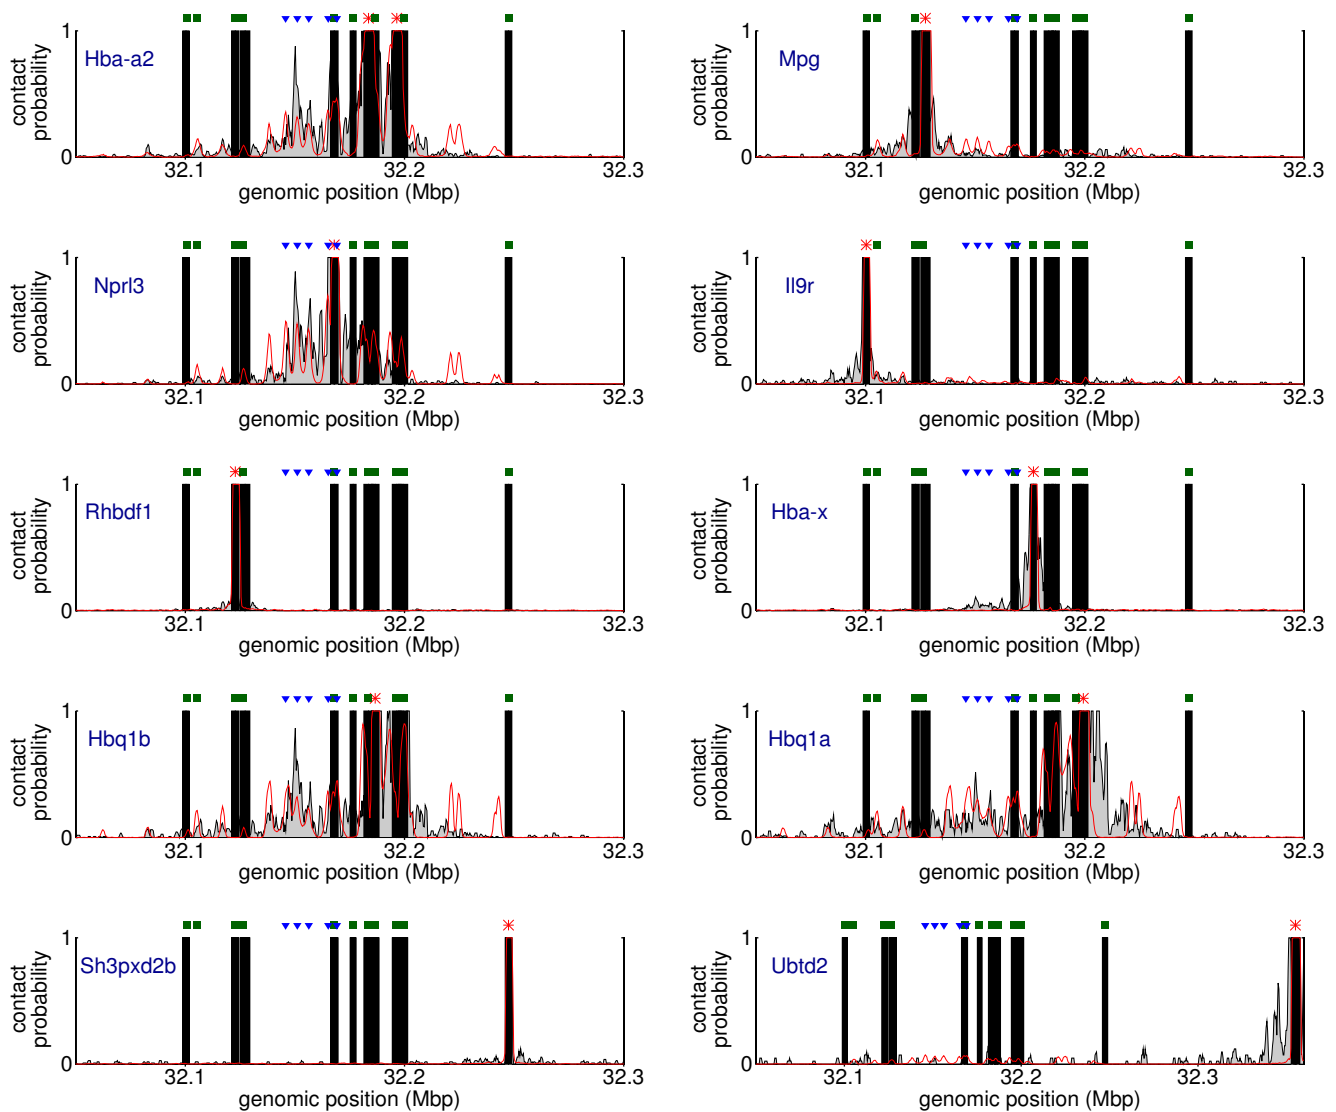 contact
probability
1
0
Hba-a2
32.1
32.2
32.3
genomic position (Mbp)
contact
probability
1
0
Mpg
32.1
32.2
32.3
genomic position (Mbp)
contact
probability
1
0
Nprl3
32.1
32.2
32.3
genomic position (Mbp)
contact
probability
1
0
Il9r
32.1
32.2
32.3
genomic position (Mbp)
contact
probability
1
0
Rhbdf1
32.1
32.2
32.3
genomic position (Mbp)
contact
probability
1
0
Hba-x
32.1
32.2
32.3
genomic position (Mbp)
contact
probability
1
0
Hbq1b
32.1
32.2
32.3
genomic position (Mbp)
contact
probability
1
0
Hbq1a
32.1
32.2
32.3
genomic position (Mbp)
contact
probability
1
0
Sh3pxd2b
32.1
32.2
32.3
genomic position (Mbp)
contact
probability
1
0
Ubtd2
32.1
32.2
32.3
genomic position (Mbp)